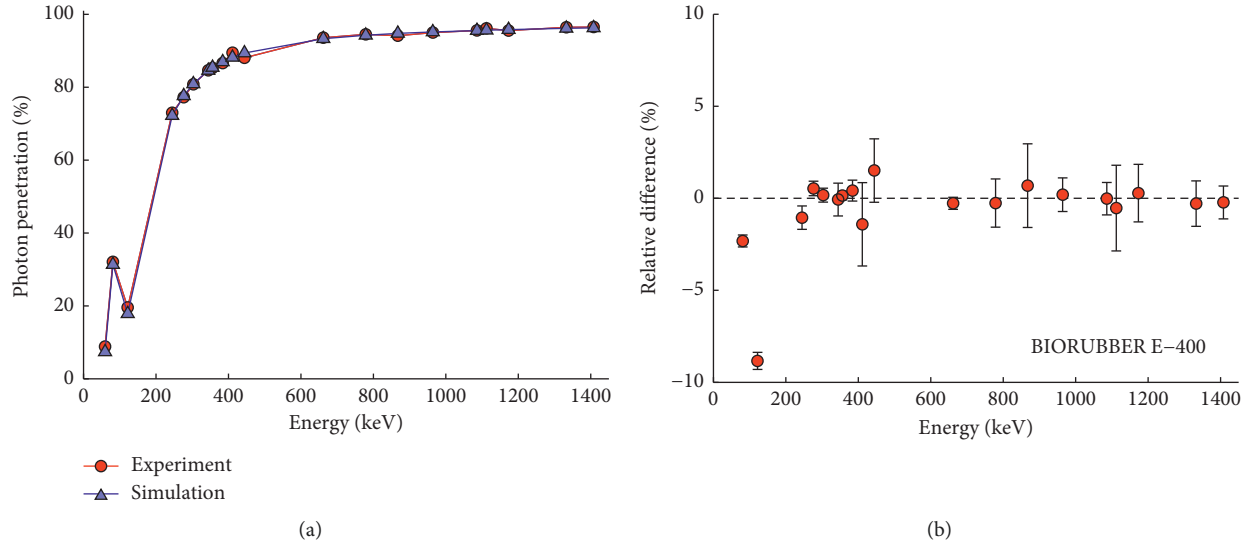 100
80
60
40
20
0
Photon penetration (%)
0 200 400 600 800 1000 1200 1400
Energy (keV)
Experiment
Simulation
(a)
10
5
0
−5
−10
Relative difference (%)
BIORUBBER E−400
0 200 400 600 800 1000 1200 1400
Energy (keV)
(b)